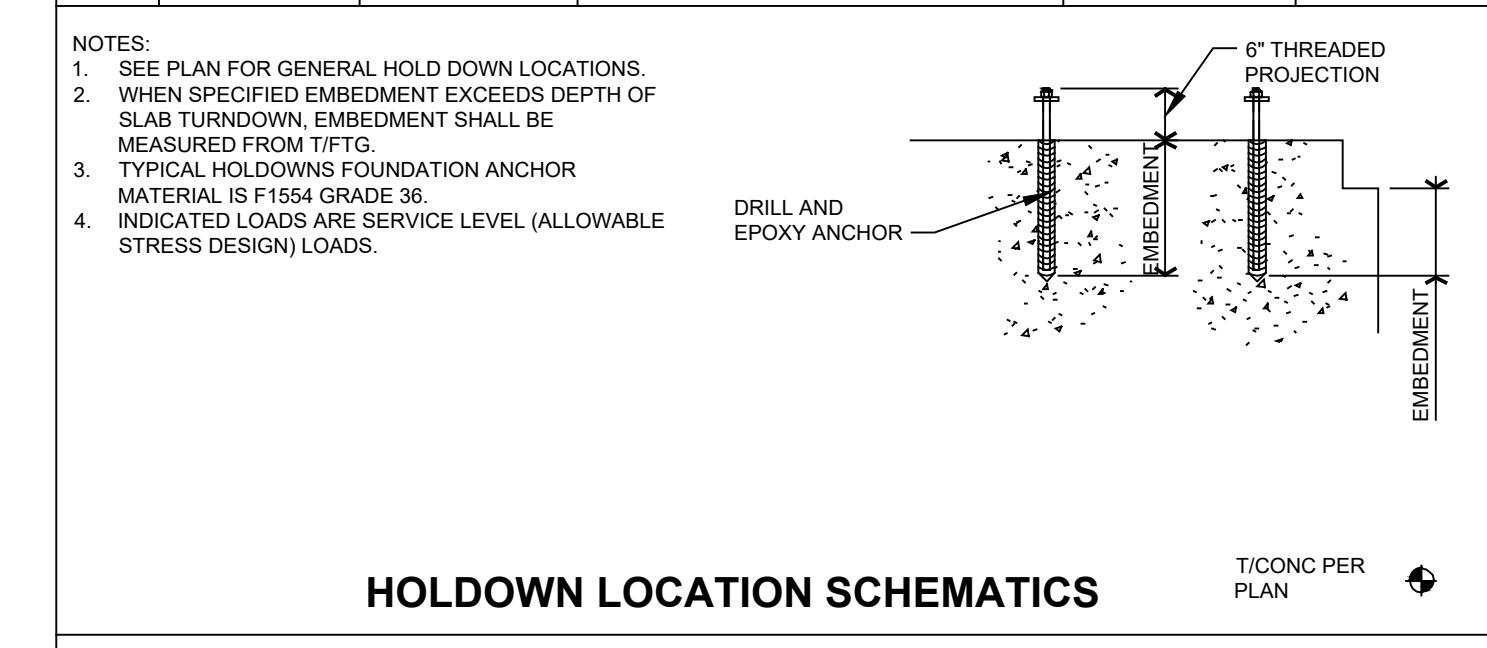 NOTES:
1. SEE PLAN FOR GENERAL HOLD DOWN LOCATIONS.
2. WHEN SPECIFIED EMBEDMENT EXCEEDS DEPTH OF
SLAB TURNDOWN, EMBEDMENT SHALL BE
MEASURED FROM T/FTG.
3. TYPICAL HOLDOWNS FOUNDATION ANCHOR
MATERIAL IS F1554 GRADE 36.
4. INDICATED LOADS ARE SERVICE LEVEL (ALLOWABLE
STRESS DESIGN) LOADS.
6" THREADED
PROJECTION
DRILL AND
EPOXY ANCHOR
EMBEDMENT
EMBEDMENT
HOLDOWN LOCATION SCHEMATICS
T/CONC PER
PLAN